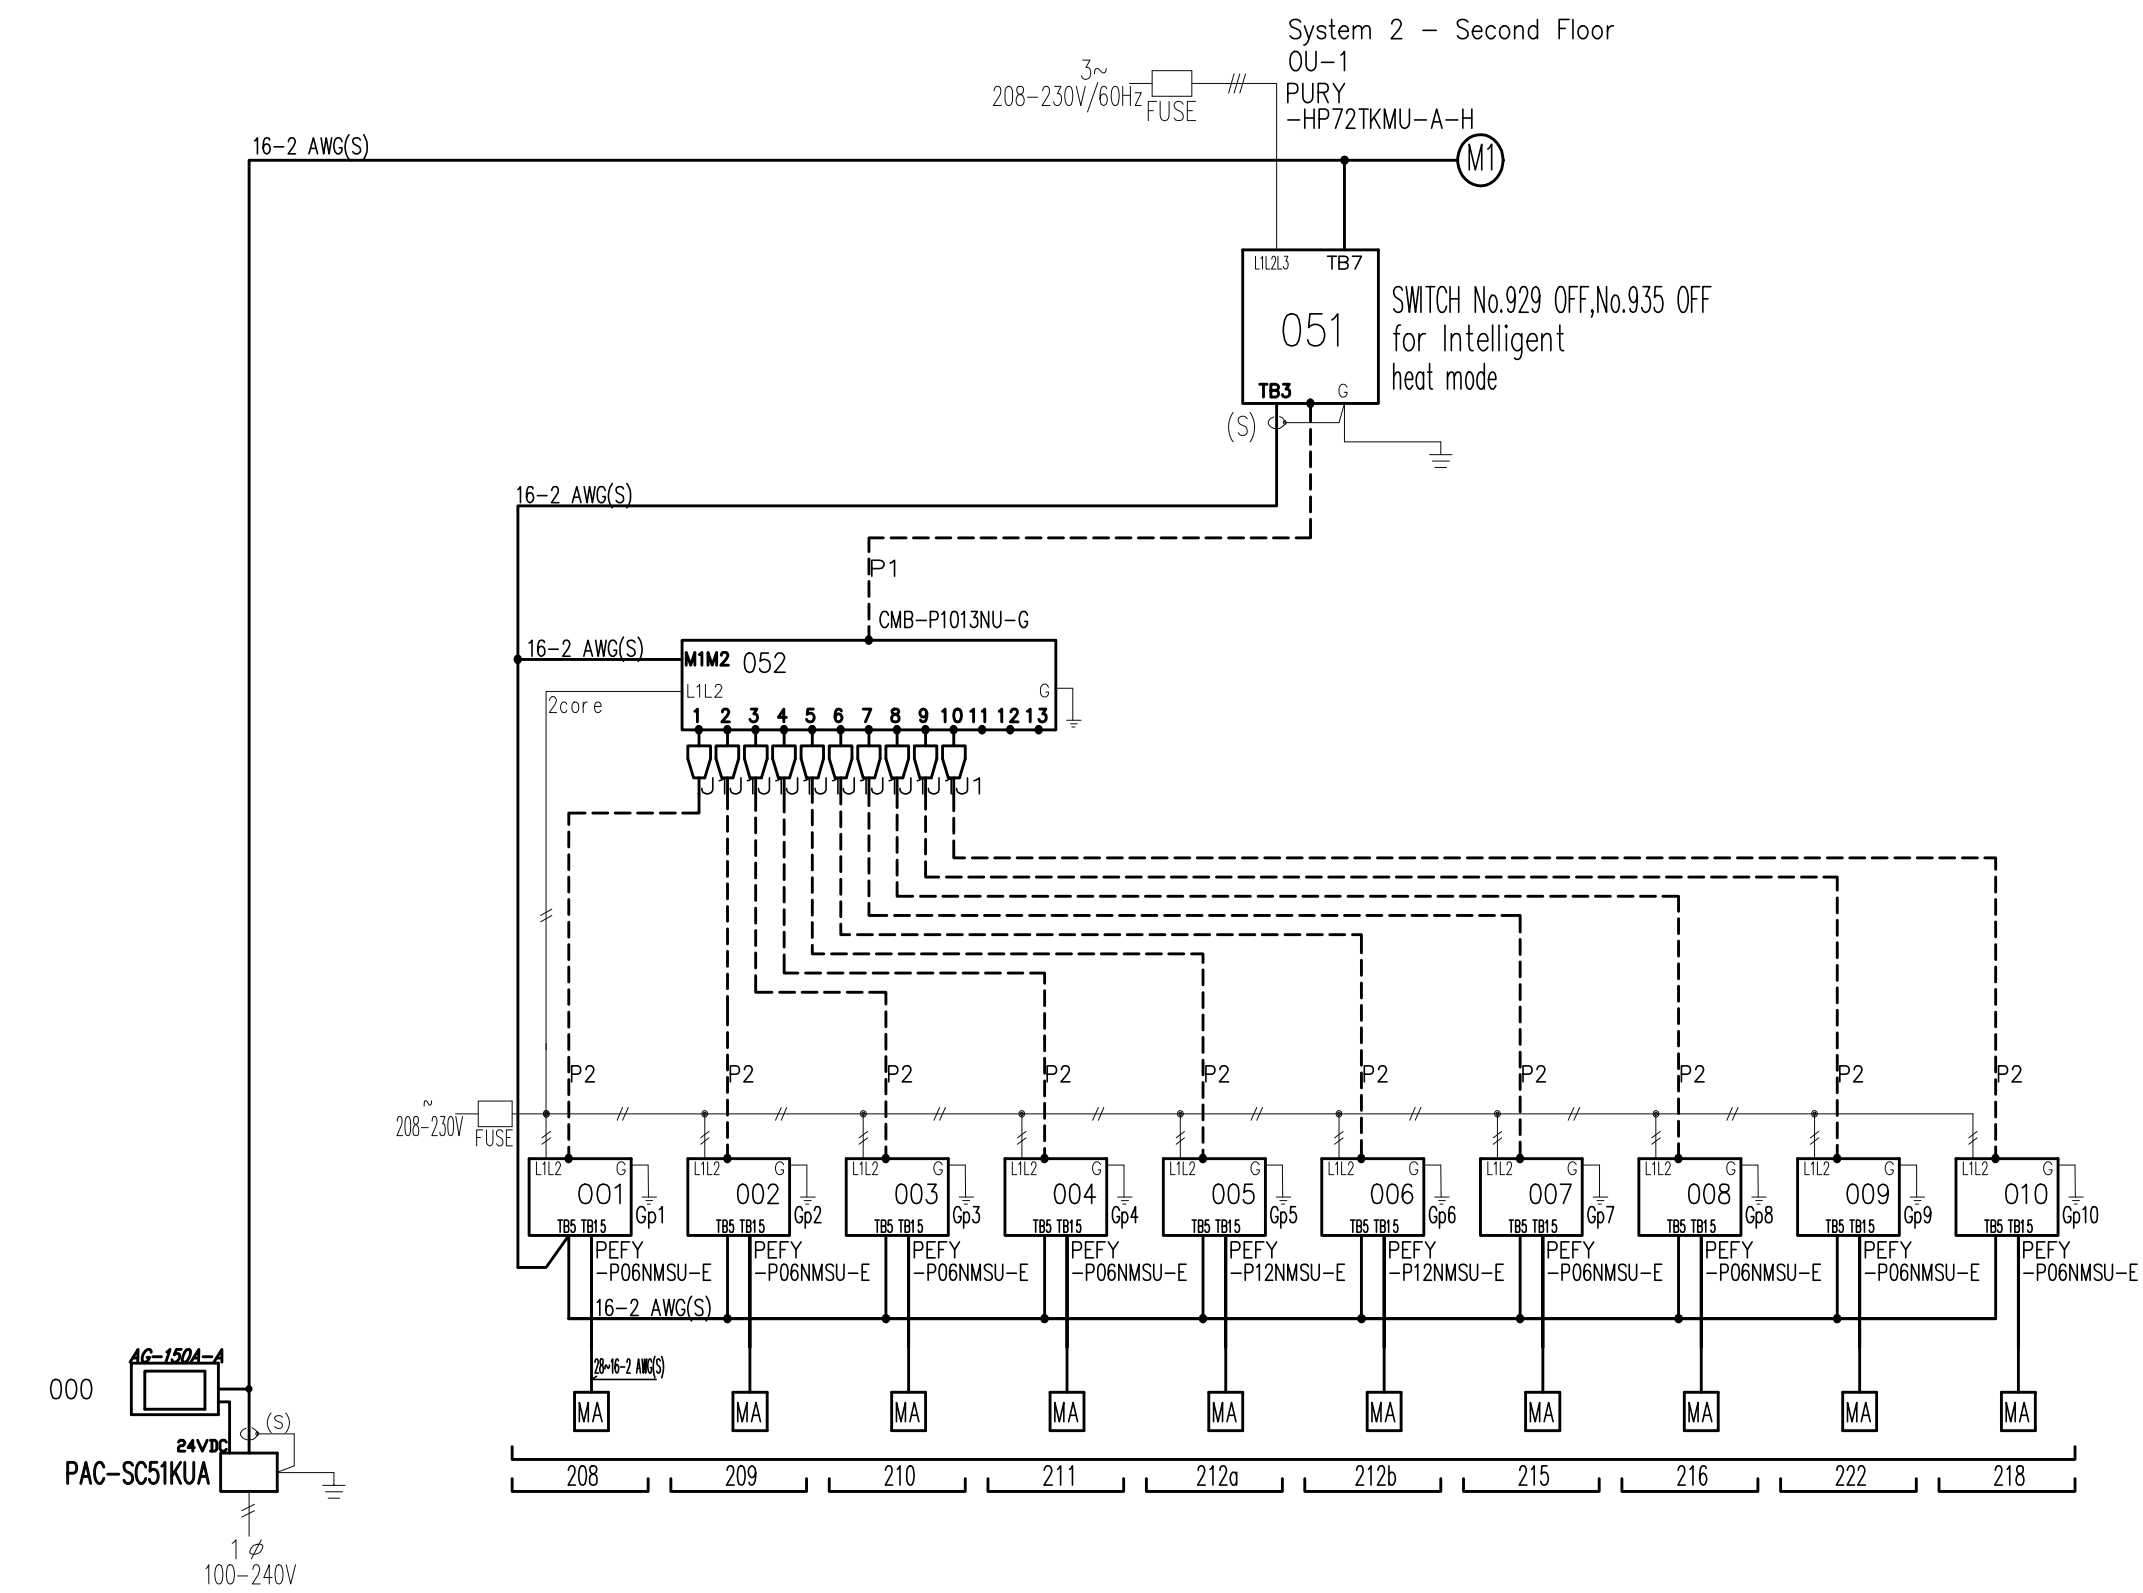 System 2 - Second Floor
OU-1
PURY
-HP72TKMU-A-H
3~
208-230V/60Hz
FUSE
16-2 AWG(S)
M1
L1L2L3 TB7
051
TB3 G
SWITCH No.929 OFF,No.935 OFF
for Intelligent
heat mode
(S)
16-2 AWG(S)
P1
CMB-P1013NU-G
16-2 AWG(S)
M1M2 052
L1L2 G
2core
1 2 3 4 5 6 7 8 9 10 11 12 13
J1 J1 J1 J1 J1 J1 J1 J1 J1 J1
P2 P2 P2 P2 P2 P2 P2 P2 P2 P2
~
208-230V
FUSE
L1L2 G L1L2 G L1L2 G L1L2 G L1L2 G L1L2 G L1L2 G L1L2 G L1L2 G L1L2 G
001 002 003 004 005 006 007 008 009 010
Gp1 Gp2 Gp3 Gp4 Gp5 Gp6 Gp7 Gp8 Gp9 Gp10
TB5 TB15 TB5 TB15 TB5 TB15 TB5 TB15 TB5 TB15 TB5 TB15 TB5 TB15 TB5 TB15 TB5 TB15 TB5 TB15
PEFY PEFY PEFY PEFY PEFY PEFY PEFY PEFY PEFY PEFY
-P06NMSU-E -P06NMSU-E -P06NMSU-E -P06NMSU-E -P12NMSU-E -P12NMSU-E -P06NMSU-E -P06NMSU-E -P06NMSU-E -P06NMSU-E
16-2 AWG(S)
28~16-2 AWG(S)
MA MA MA MA MA MA MA MA MA MA
208 209 210 211 212a 212b 215 216 222 218
AG-150A-A
000
(S)
24VDC
PAC-SC51KUA
1 ø
100-240V